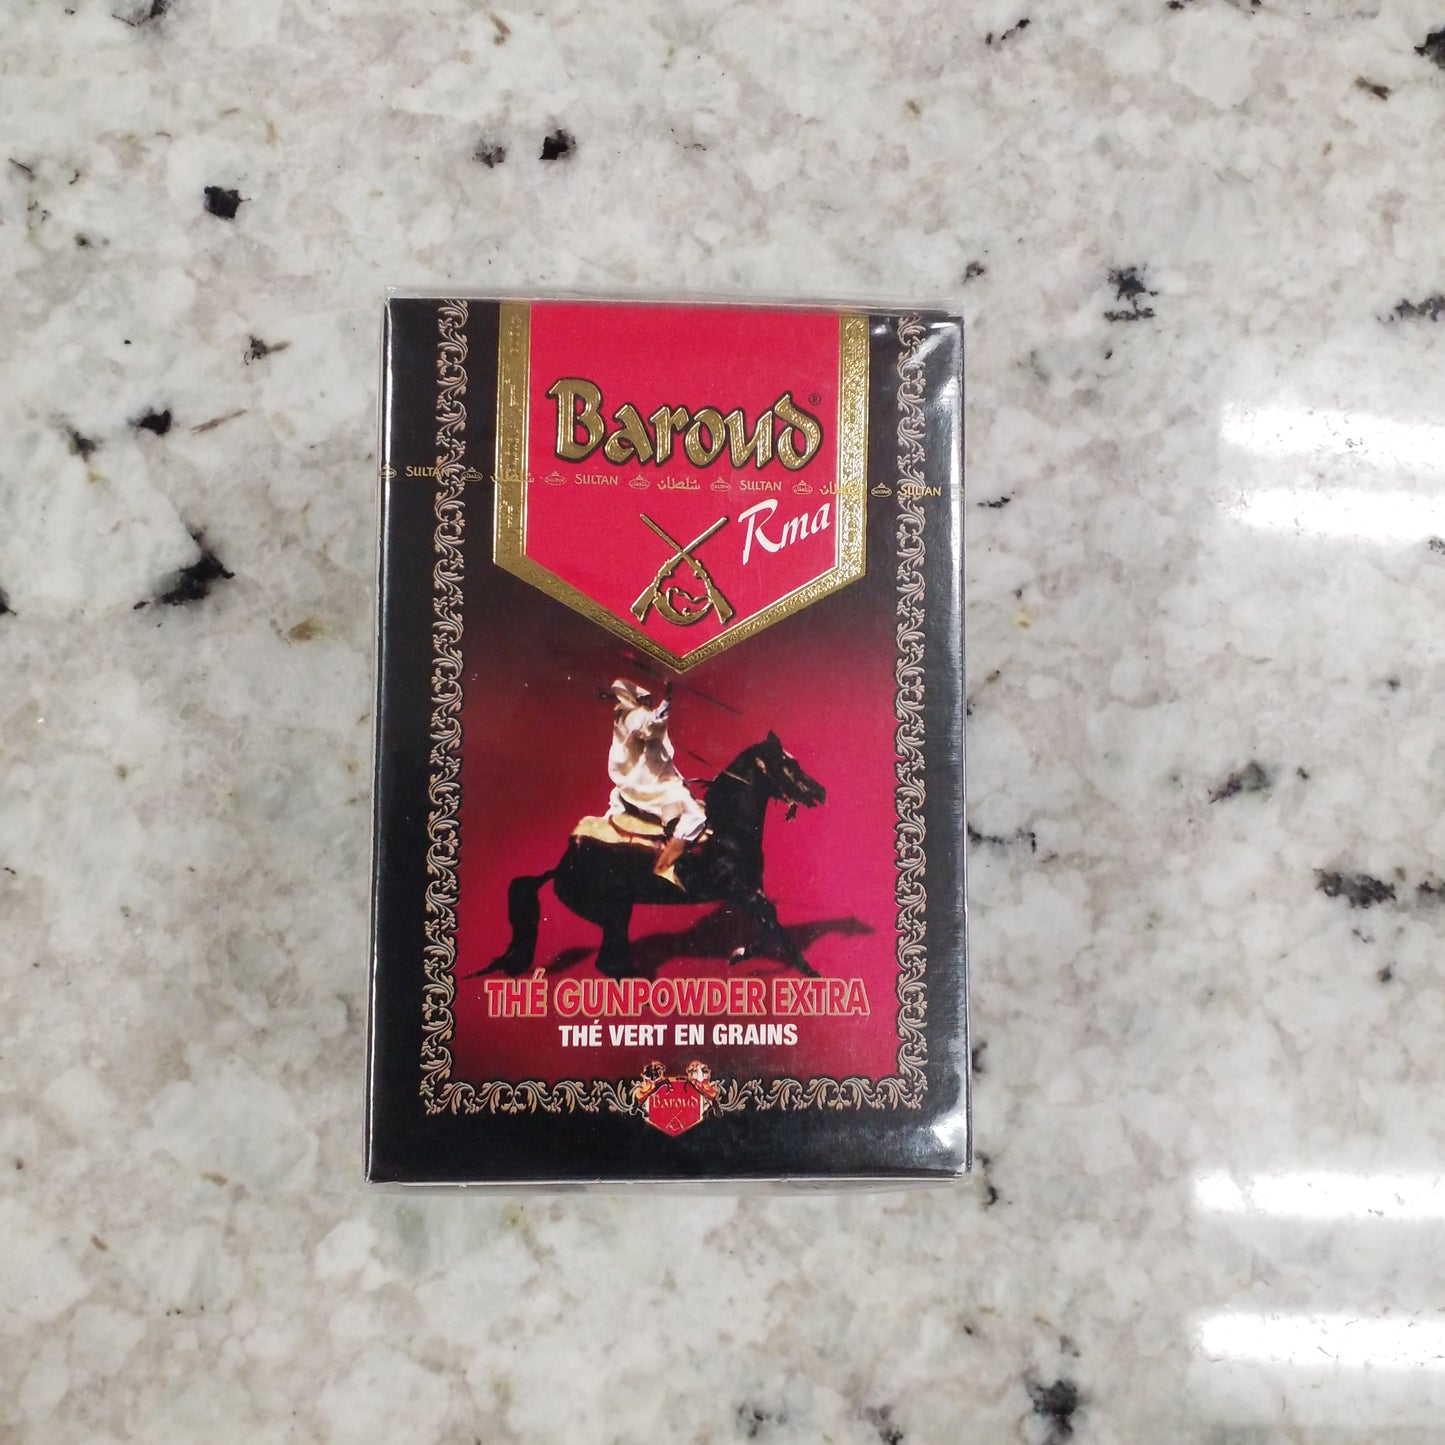 Baroud®
SULTAN سلطان SULTAN سلطان SULTAN سلطان SULTAN
Rma
THÉ GUNPOWDER EXTRA
THÉ VERT EN GRAINS
Baroud